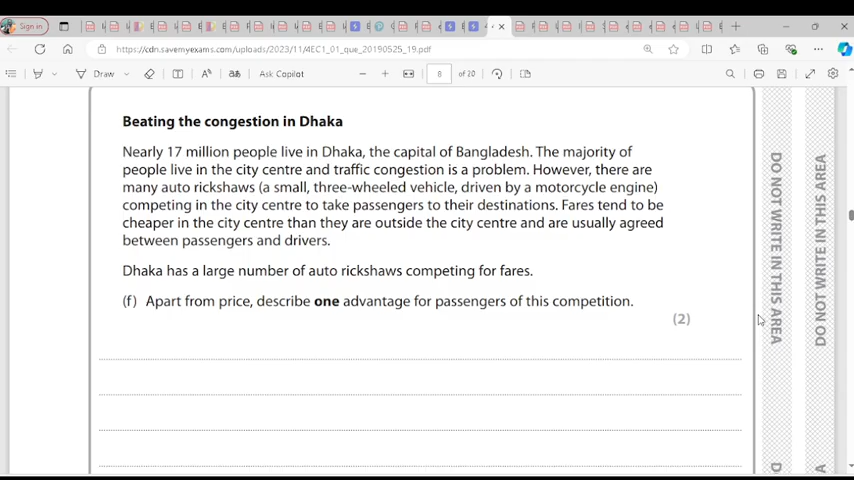 Sign in
https://cdn.savemyexams.com/uploads/2023/11/4EC1_01_que_20190525_19.pdf
Draw
Ask Copilot
8
of 20
Beating the congestion in Dhaka
Nearly 17 million people live in Dhaka, the capital of Bangladesh. The majority of
people live in the city centre and traffic congestion is a problem. However, there are
many auto rickshaws (a small, three-wheeled vehicle, driven by a motorcycle engine)
competing in the city centre to take passengers to their destinations. Fares tend to be
cheaper in the city centre than they are outside the city centre and are usually agreed
between passengers and drivers.
Dhaka has a large number of auto rickshaws competing for fares.
(f) Apart from price, describe one advantage for passengers of this competition.
(2)
DO NOT WRITE IN THIS AREA
DO NOT WRITE IN THIS AREA